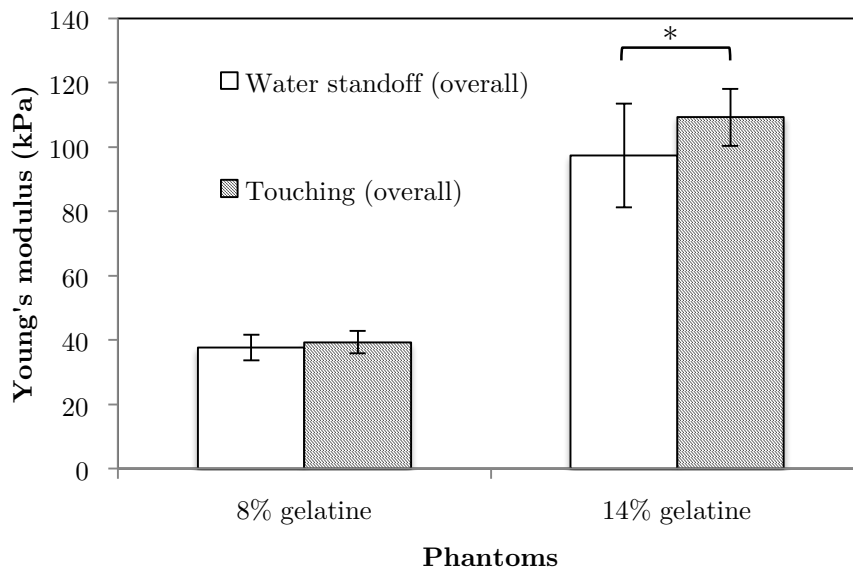 140
120
100
80
60
40
20
0
Young's modulus (kPa)
*
Water standoff (overall)
Touching (overall)
8% gelatine
14% gelatine
Phantoms